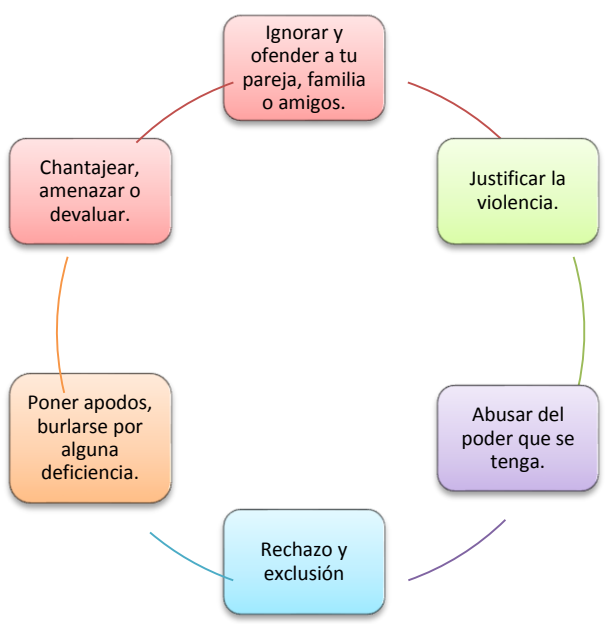 Ignorar y
ofender a tu
pareja, familia
o amigos.
Justificar la
violencia.
Abusar del
poder que se
tenga.
Rechazo y
exclusión
Poner apodos,
burlarse por
alguna
deficiencia.
Chantajear,
amenazar o
devaluar.